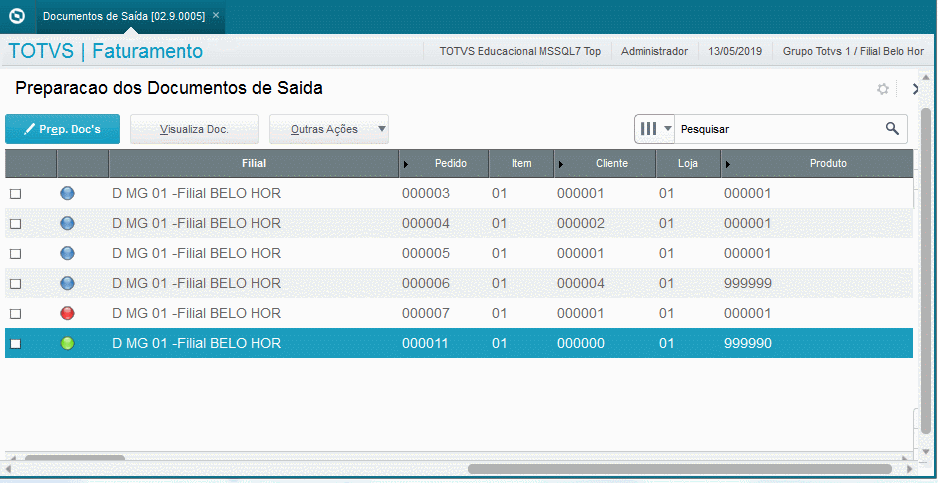 Documentos de Saída [02.9.0005] ×
TOTVS | Faturamento TOTVS Educacional MSSQL7 Top Administrador 13/05/2019 Grupo Totvs 1 / Filial Belo Hor
Preparacao dos Documentos de Saida
Prep. Doc's Visualiza Doc. Outras Ações Pesquisar
Filial Pedido Item Cliente Loja Produto
D MG 01 -Filial BELO HOR 000003 01 000001 01 000001
D MG 01 -Filial BELO HOR 000004 01 000002 01 000001
D MG 01 -Filial BELO HOR 000005 01 000001 01 000001
D MG 01 -Filial BELO HOR 000006 01 000004 01 999999
D MG 01 -Filial BELO HOR 000007 01 000001 01 000001
D MG 01 -Filial BELO HOR 000011 01 000000 01 999990